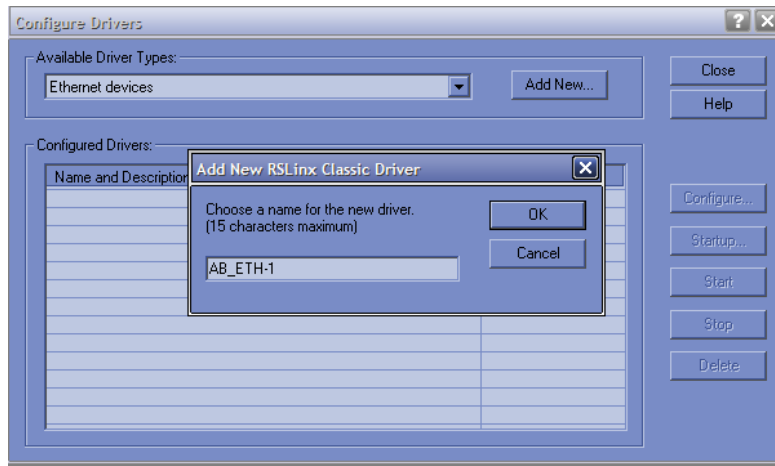 Configure Drivers
Available Driver Types:
Ethernet devices
Add New...
Close
Help
Configured Drivers:
Name and Description
Add New RSLinx Classic Driver
Choose a name for the new driver.
(15 characters maximum)
AB_ETH-1
OK
Cancel
Configure...
Startup...
Start
Stop
Delete